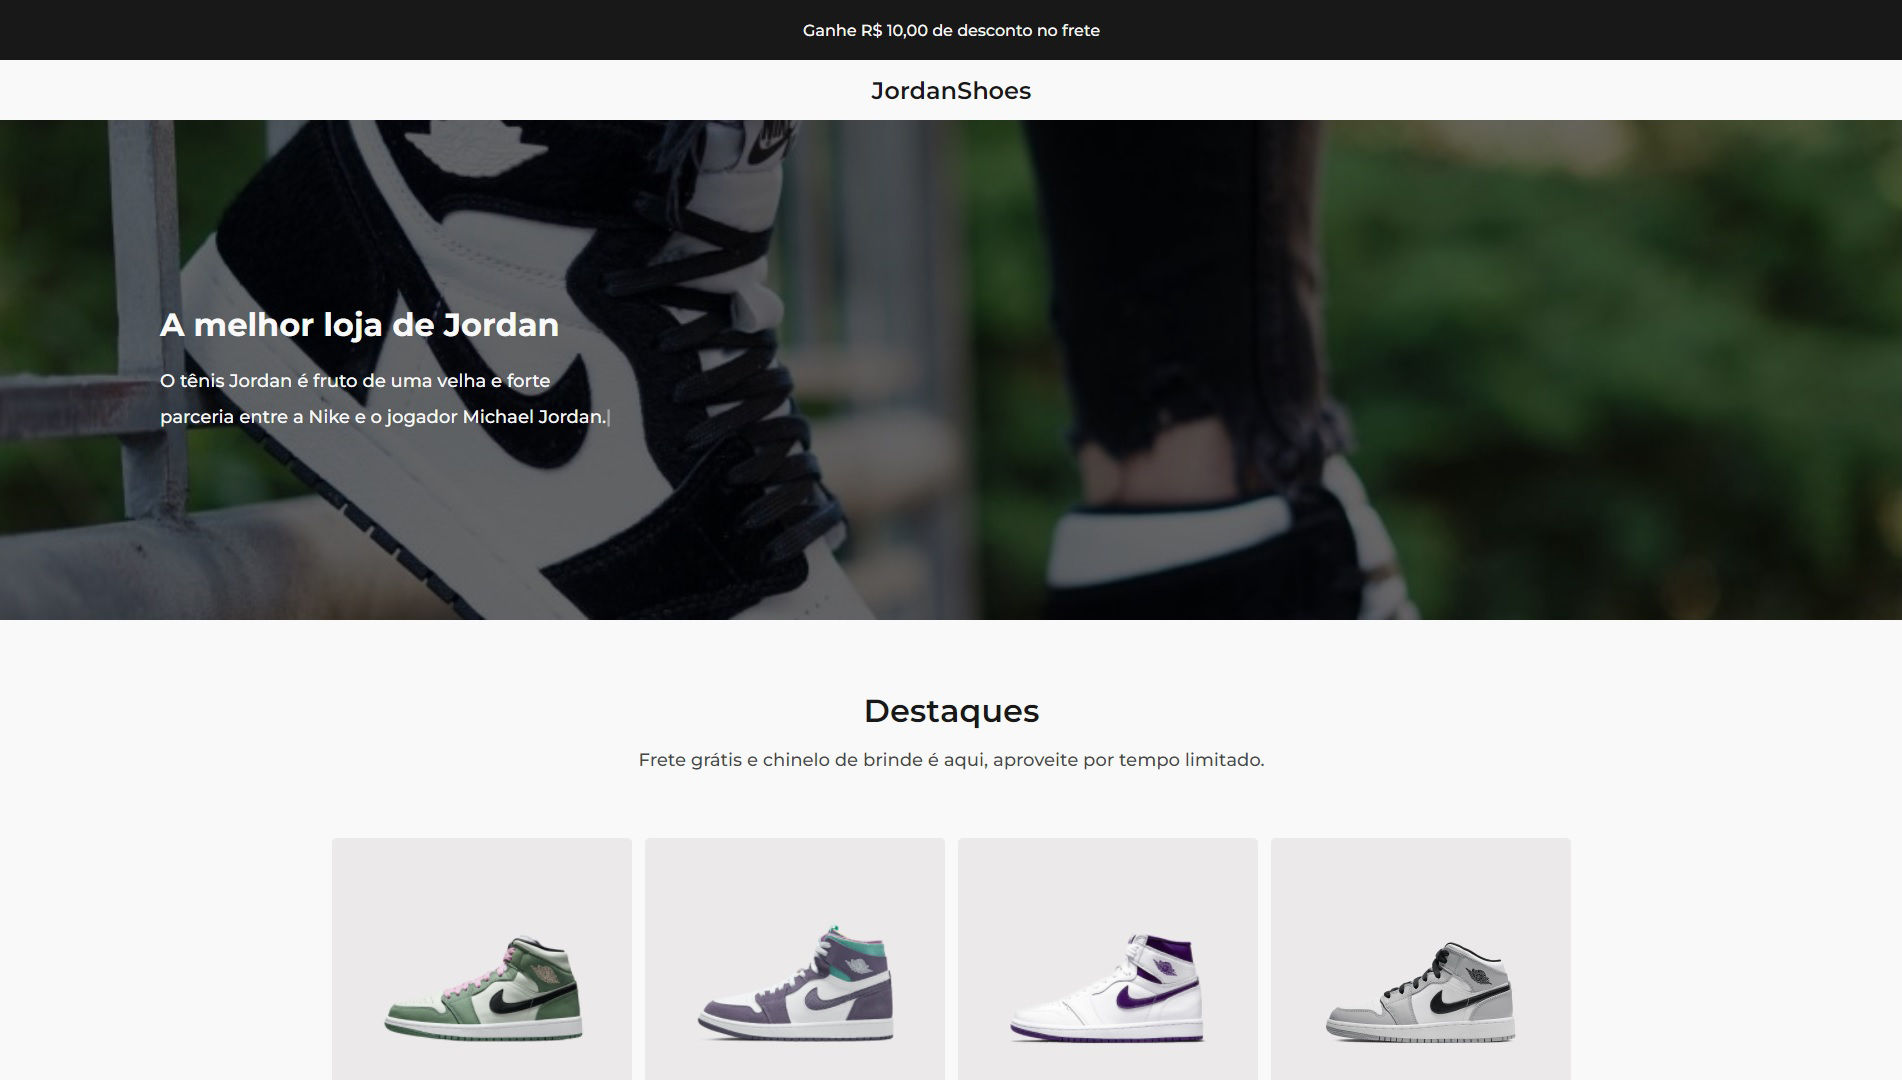 Ganhe R$ 10,00 de desconto no frete
JordanShoes
A melhor loja de Jordan
O tênis Jordan é fruto de uma velha e forte
parceria entre a Nike e o jogador Michael Jordan.|
Destaques
Frete grátis e chinelo de brinde é aqui, aproveite por tempo limitado.